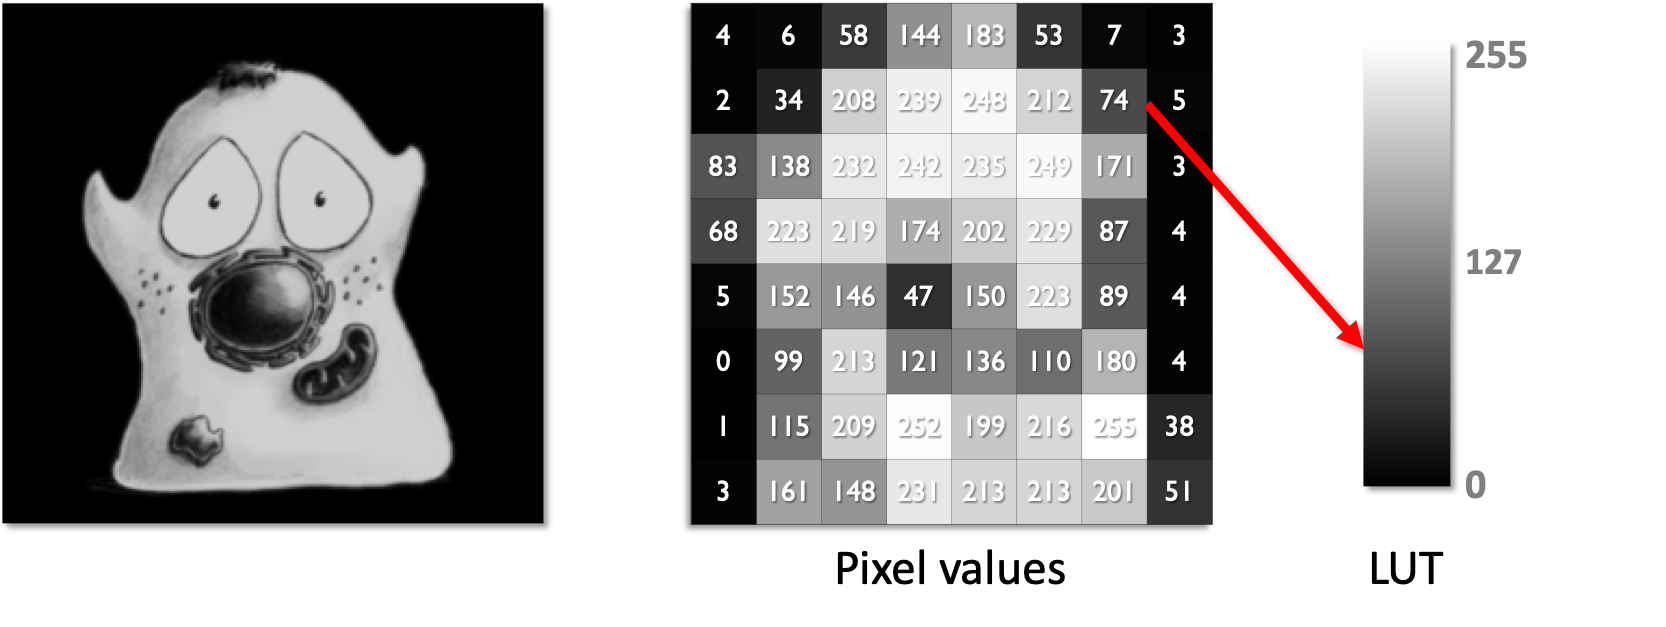 4 6 58 144 183 53 7 3
2 34 208 239 248 212 74 5
83 138 232 242 235 249 171 3
68 223 219 174 202 229 87 4
5 152 146 47 150 223 89 4
0 99 213 121 136 110 180 4
1 115 209 252 199 216 255 38
3 161 148 231 213 213 201 51
Pixel values
255
127
0
LUT